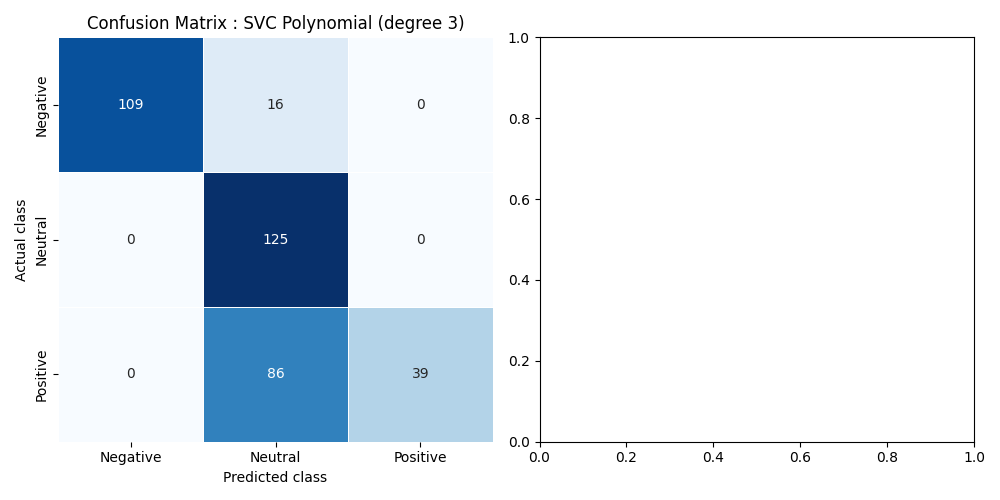 Confusion Matrix : SVC Polynomial (degree 3)
Actual class
Negative
109 16 0
Neutral
0 125 0
Positive
0 86 39
Negative Neutral Positive
Predicted class
1.0
0.8
0.6
0.4
0.2
0.0
0.0 0.2 0.4 0.6 0.8 1.0